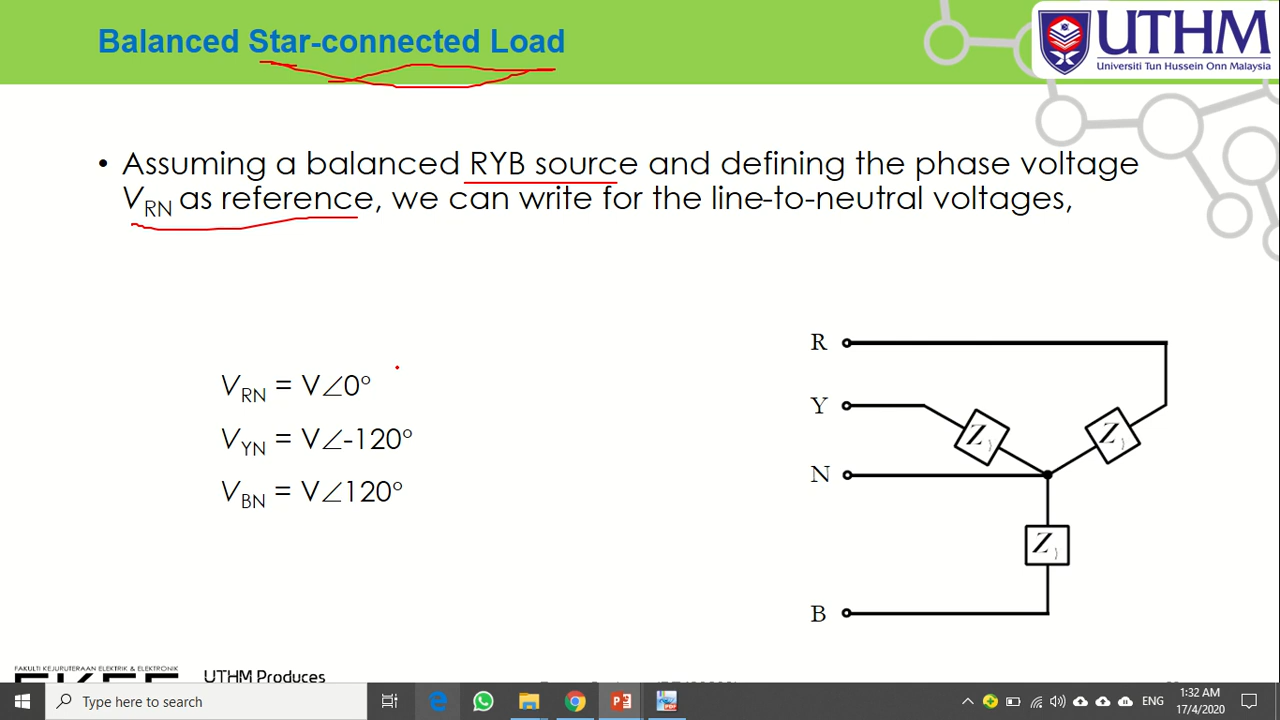 Balanced Star-connected Load
UTHM
Universiti Tun Hussein Onn Malaysia
• Assuming a balanced RYB source and defining the phase voltage
VRN as reference, we can write for the line-to-neutral voltages,
VRN = V∠0°
VYN = V∠-120°
VBN = V∠120°
R
Y
N
B
Z
Z
Z
FAKULTI KEJURUTERAAN ELEKTRIK & ELEKTRONIK
UTHM Produces
Type here to search
ENG
1:32 AM
17/4/2020